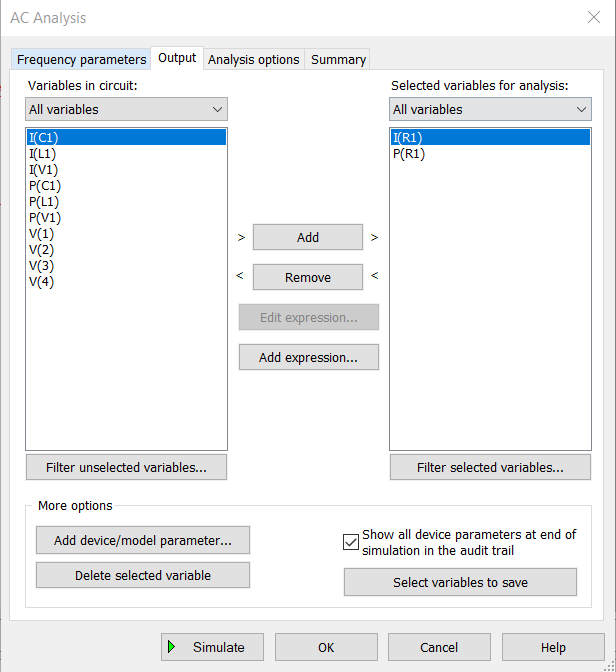 AC Analysis
Frequency parameters
Output
Analysis options
Summary
Variables in circuit:
All variables
I(C1)
I(L1)
I(V1)
P(C1)
P(L1)
P(V1)
V(1)
V(2)
V(3)
V(4)
Filter unselected variables...
> Add >
< Remove <
Edit expression...
Add expression...
Selected variables for analysis:
All variables
I(R1)
P(R1)
Filter selected variables...
More options
Add device/model parameter...
Delete selected variable
Show all device parameters at end of
simulation in the audit trail
Select variables to save
Simulate
OK
Cancel
Help